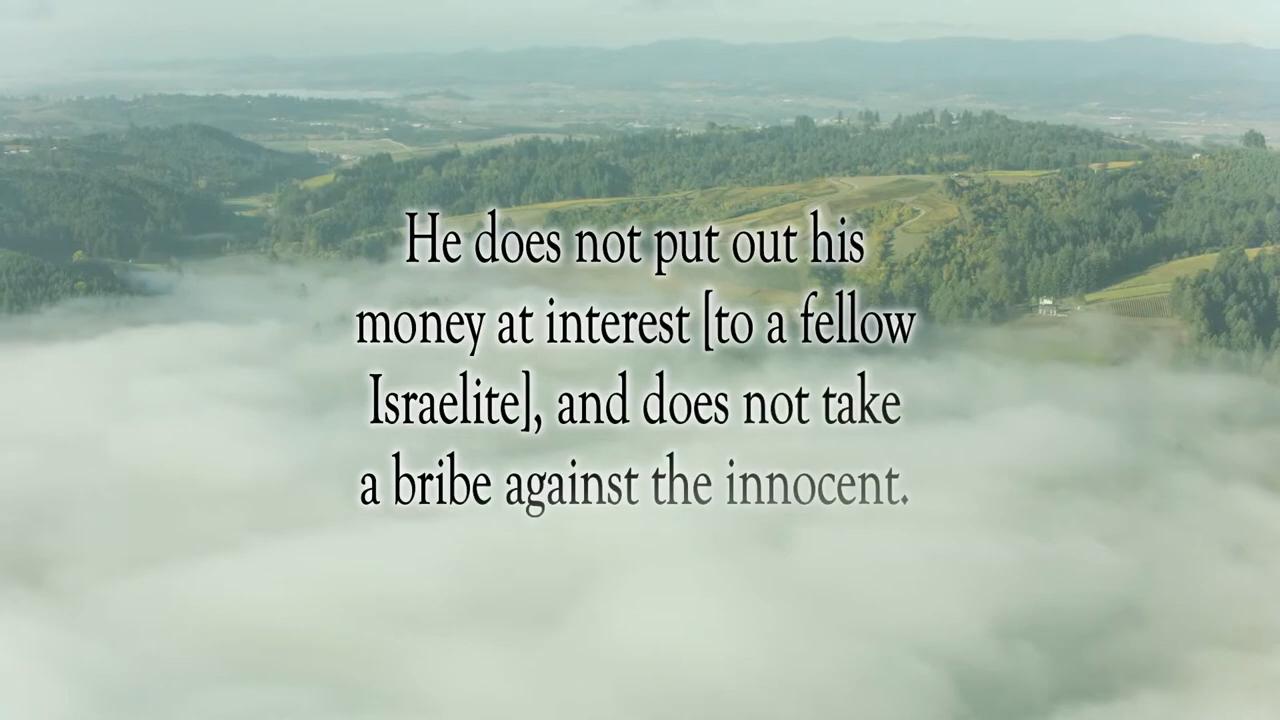 He does not put out his
money at interest [to a fellow
Israelite], and does not take
a bribe against the innocent.